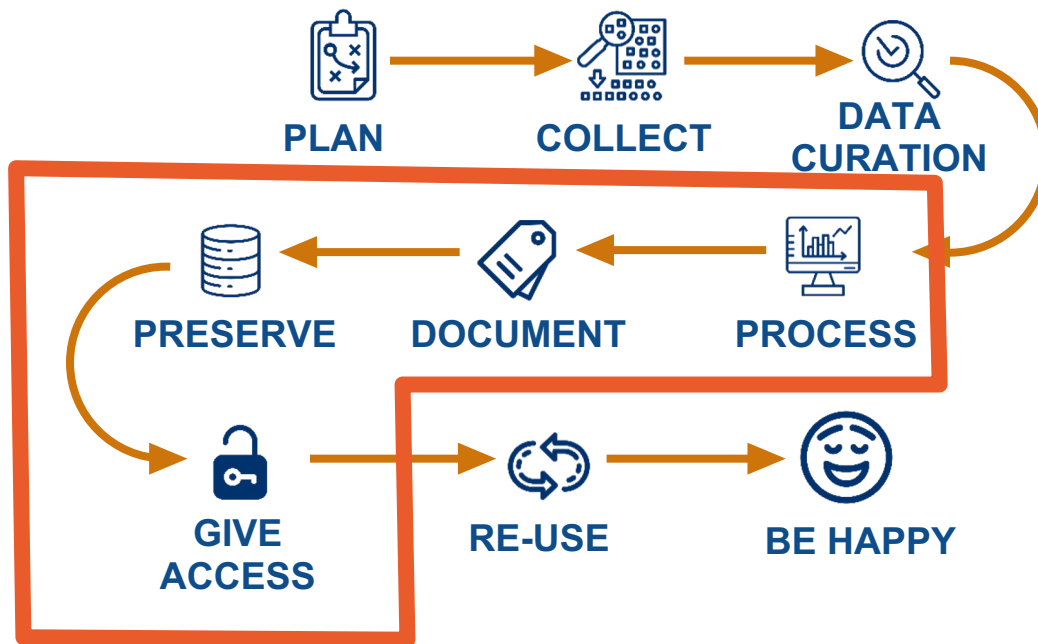 PLAN
COLLECT
DATA
CURATION
PROCESS
DOCUMENT
PRESERVE
GIVE
ACCESS
RE-USE
BE HAPPY